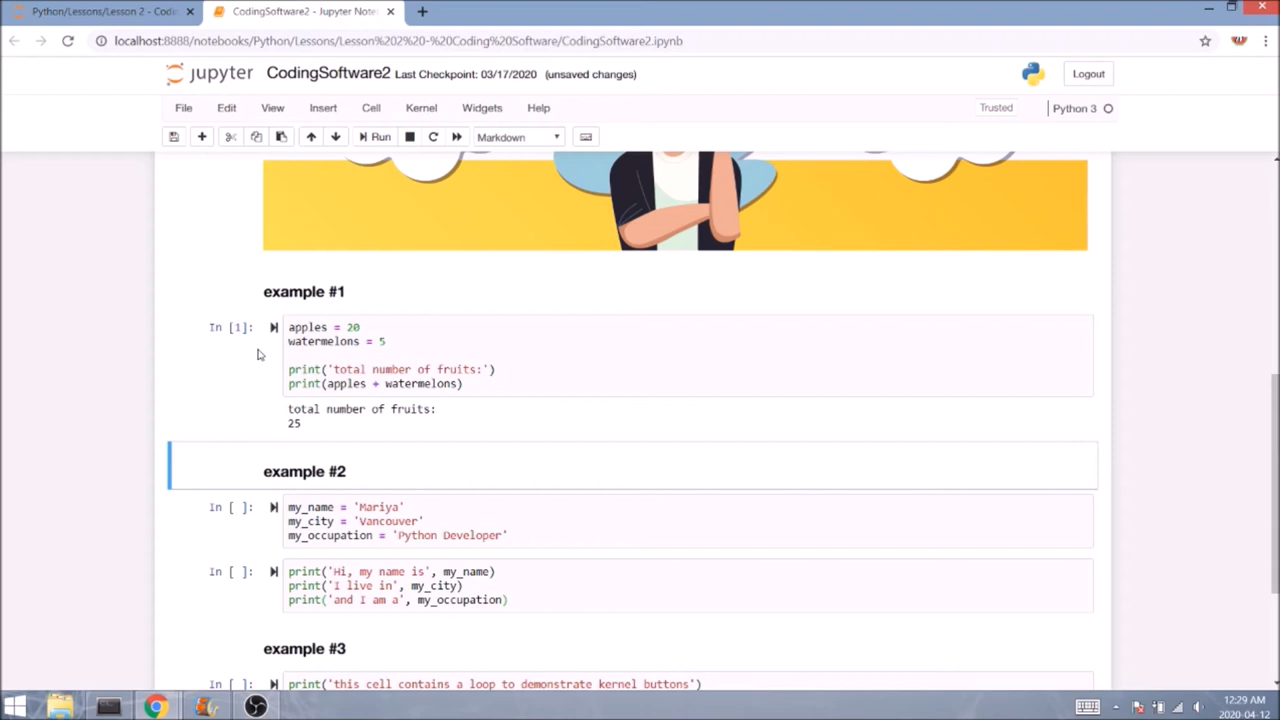 Python/Lessons/Lesson 2 - Codi
CodingSoftware2 - Jupyter Note
localhost:8888/notebooks/Python/Lessons/Lesson%202%20-%20Coding%20Software/CodingSoftware2.ipynb
jupyter CodingSoftware2 Last Checkpoint: 03/17/2020 (unsaved changes) Logout
File Edit View Insert Cell Kernel Widgets Help Trusted Python 3
Run Markdown
example #1
In [1]: apples = 20
watermelons = 5
print('total number of fruits:')
print(apples + watermelons)
total number of fruits:
25
example #2
In [ ]: my_name = 'Mariya'
my_city = 'Vancouver'
my_occupation = 'Python Developer'
In [ ]: print('Hi, my name is', my_name)
print('I live in', my_city)
print('and I am a', my_occupation)
example #3
In [ ]: print('this cell contains a loop to demonstrate kernel buttons')
12:29 AM
2020-04-12